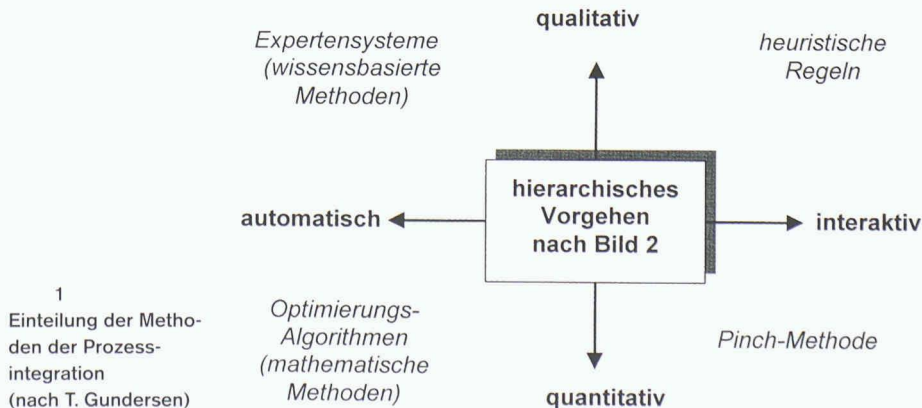 qualitativ
Expertensysteme
(wissensbasierte
Methoden)
heuristische
Regeln
automatisch
hierarchisches
Vorgehen
nach Bild 2
interaktiv
Optimierungs-
Algorithmen
(mathematische
Methoden)
Pinch-Methode
quantitativ
1
Einteilung der Metho-
den der Prozess-
integration
(nach T. Gundersen)